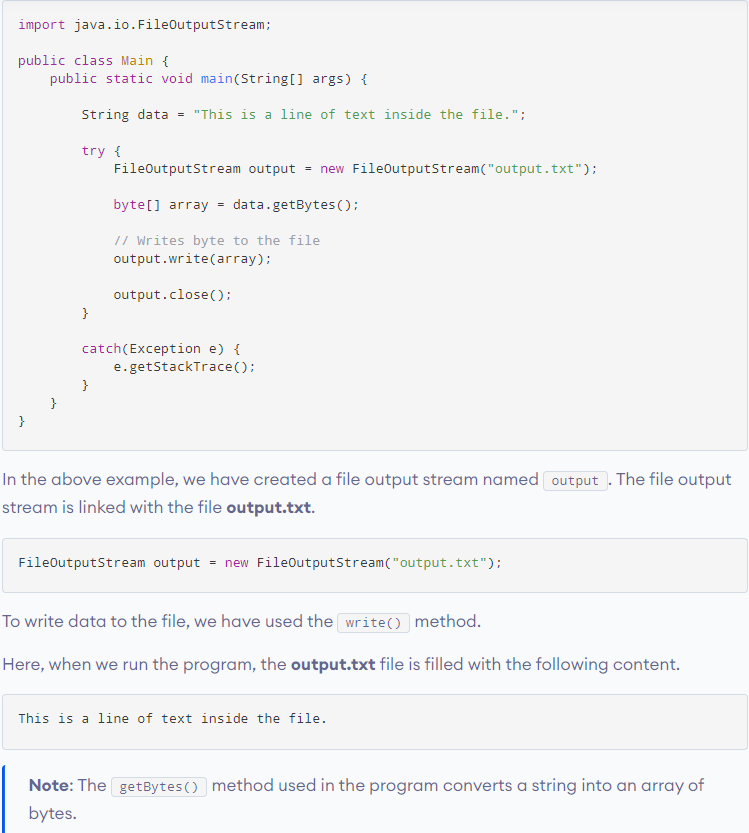 import java.io.FileOutputStream;
public class Main {
public static void main(String[] args) {
String data = "This is a line of text inside the file.";
try {
FileOutputStream output = new FileOutputStream("output.txt");
byte[] array = data.getBytes();
// Writes byte to the file
output.write(array);
output.close();
}
catch(Exception e) {
e.getStackTrace();
}
}
}
In the above example, we have created a file output stream named output. The file output
stream is linked with the file output.txt.
FileOutputStream output = new FileOutputStream("output.txt");
To write data to the file, we have used the write() method.
Here, when we run the program, the output.txt file is filled with the following content.
This is a line of text inside the file.
Note: The getBytes() method used in the program converts a string into an array of
bytes.